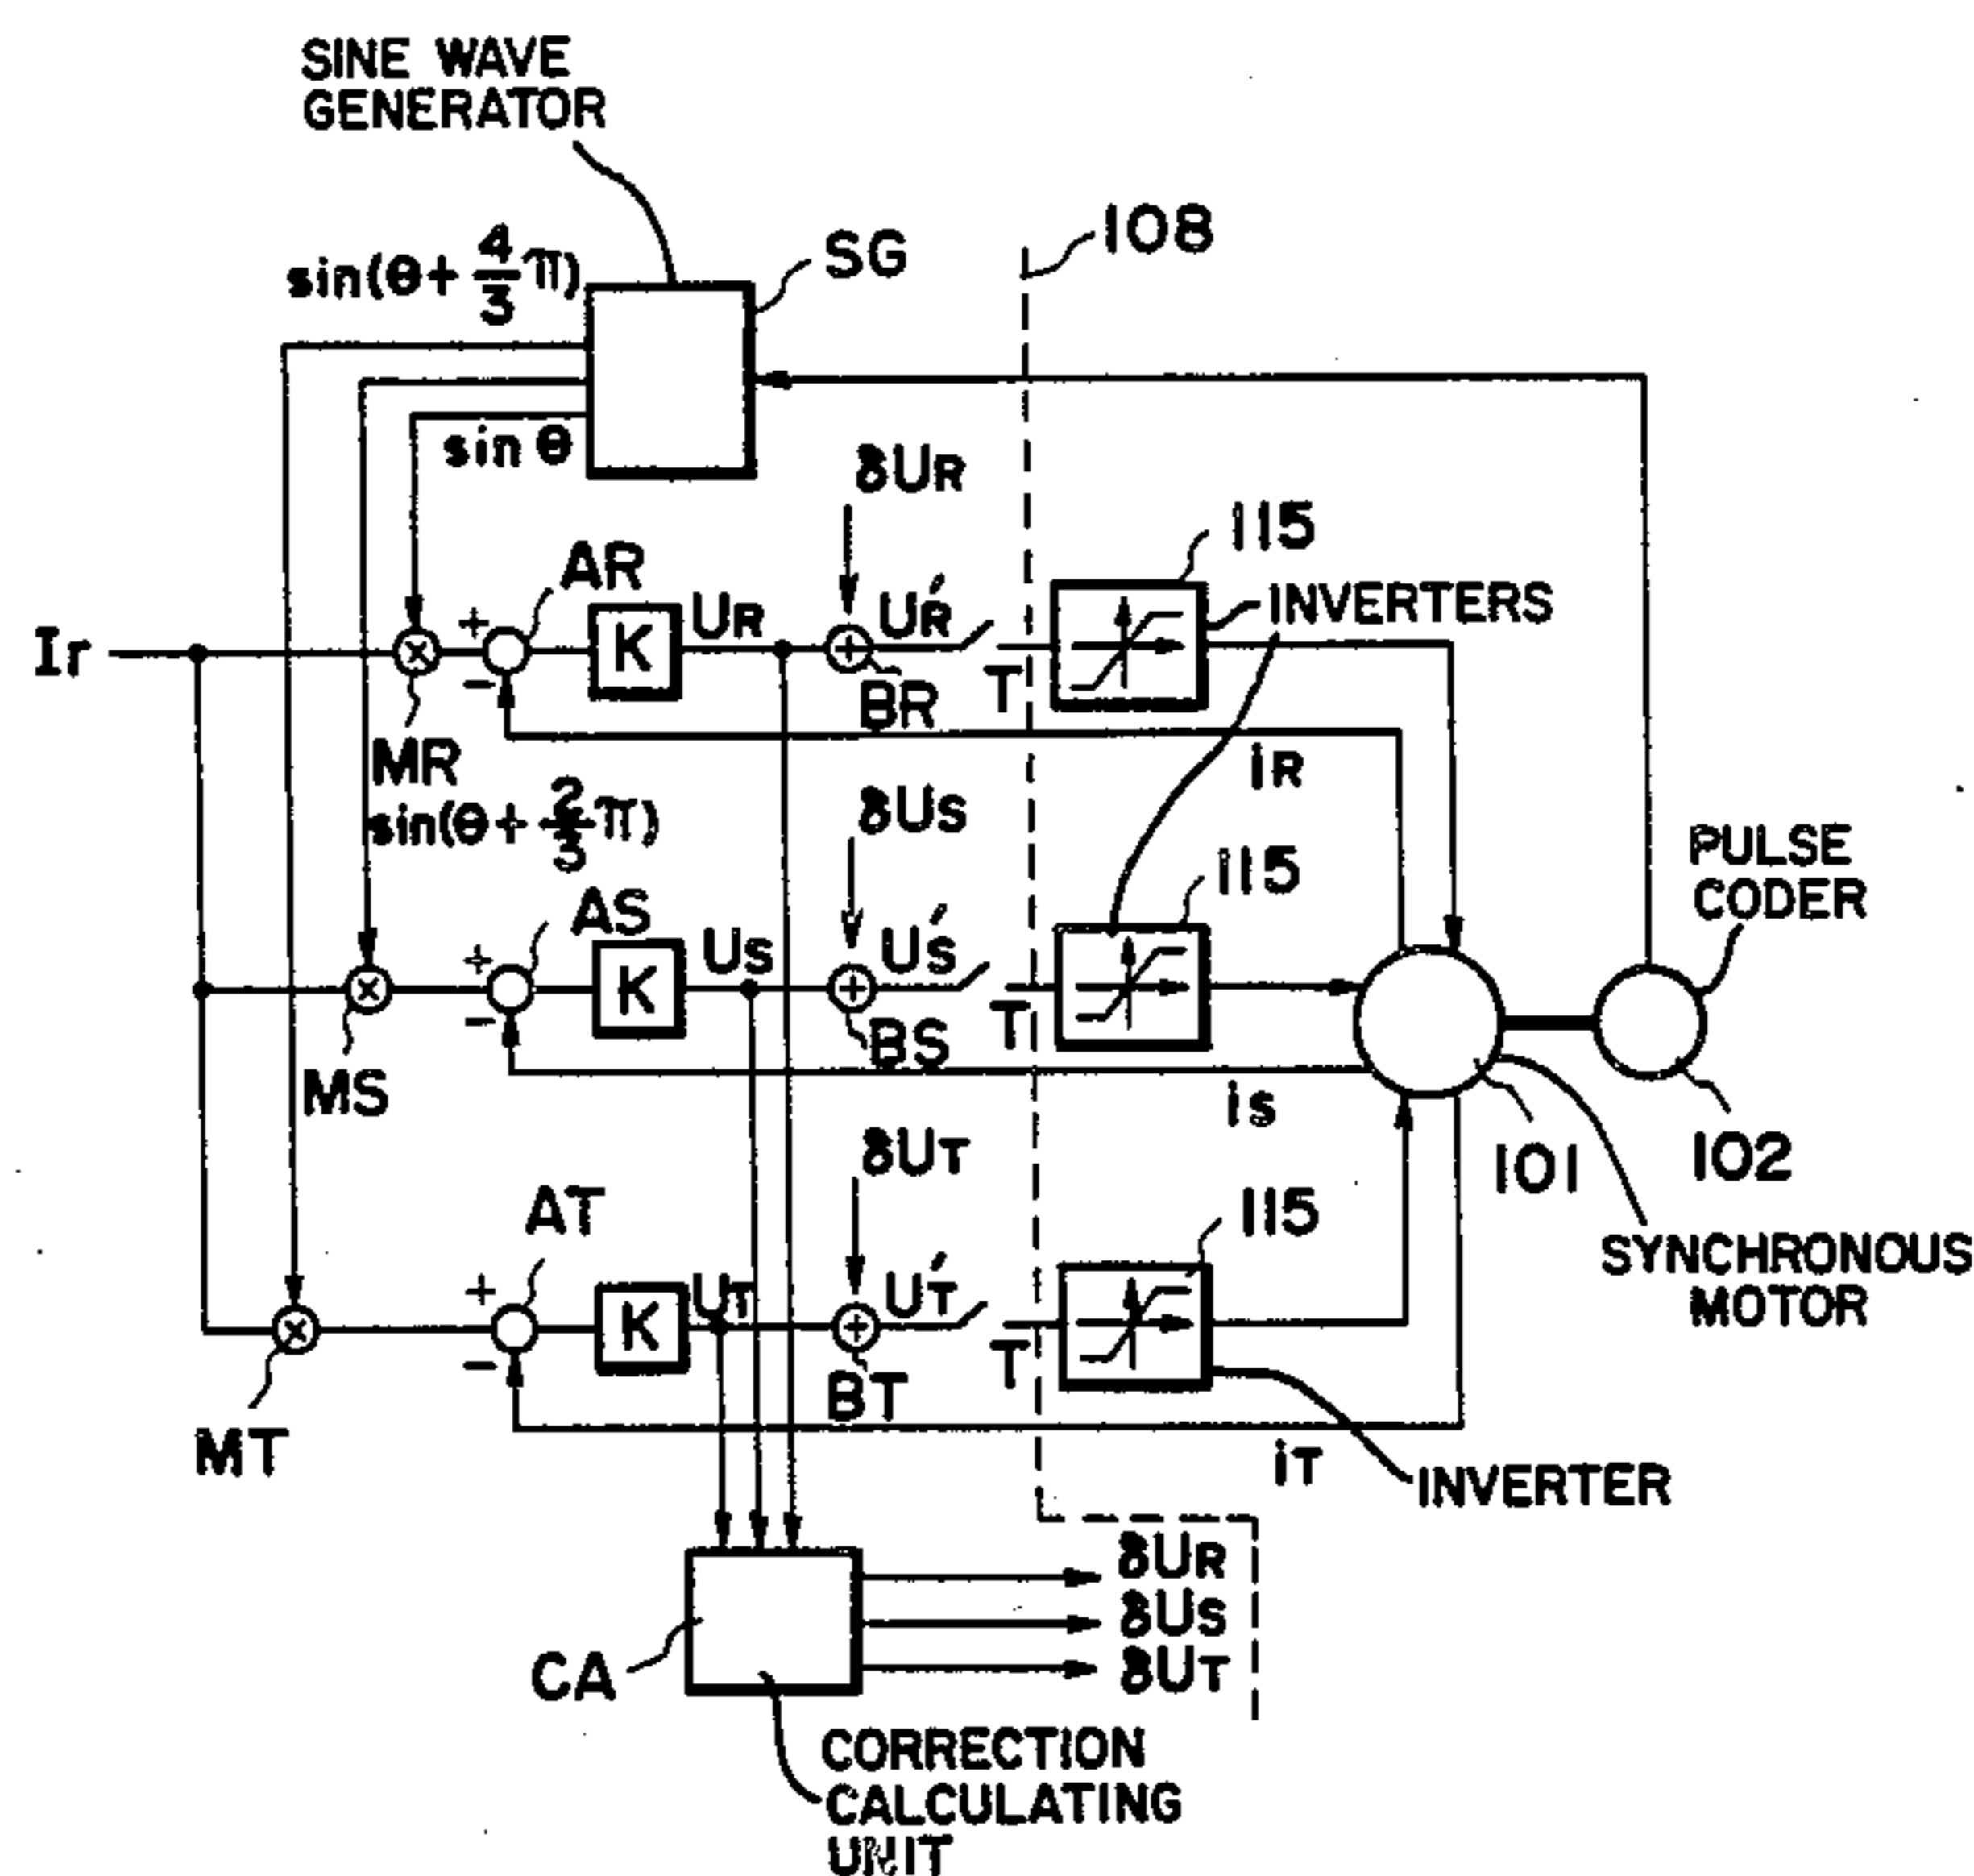 SINE WAVE
GENERATOR
sin(θ+4/3π)
SG
108
sin θ
δUR
AR
UR
U'R
115
INVERTERS
Ir
+
K
−
T
BR
MR
iR
sin(θ+2/3π)
δUS
115
PULSE
CODER
AS
US
U'S
+
K
−
T
BS
MS
iS
δUT
101
102
AT
115
SYNCHRONOUS
MOTOR
+
UT
U'T
K
−
T
BT
MT
iT
INVERTER
δUR
δUS
δUT
CA
CORRECTION
CALCULATING
UNIT